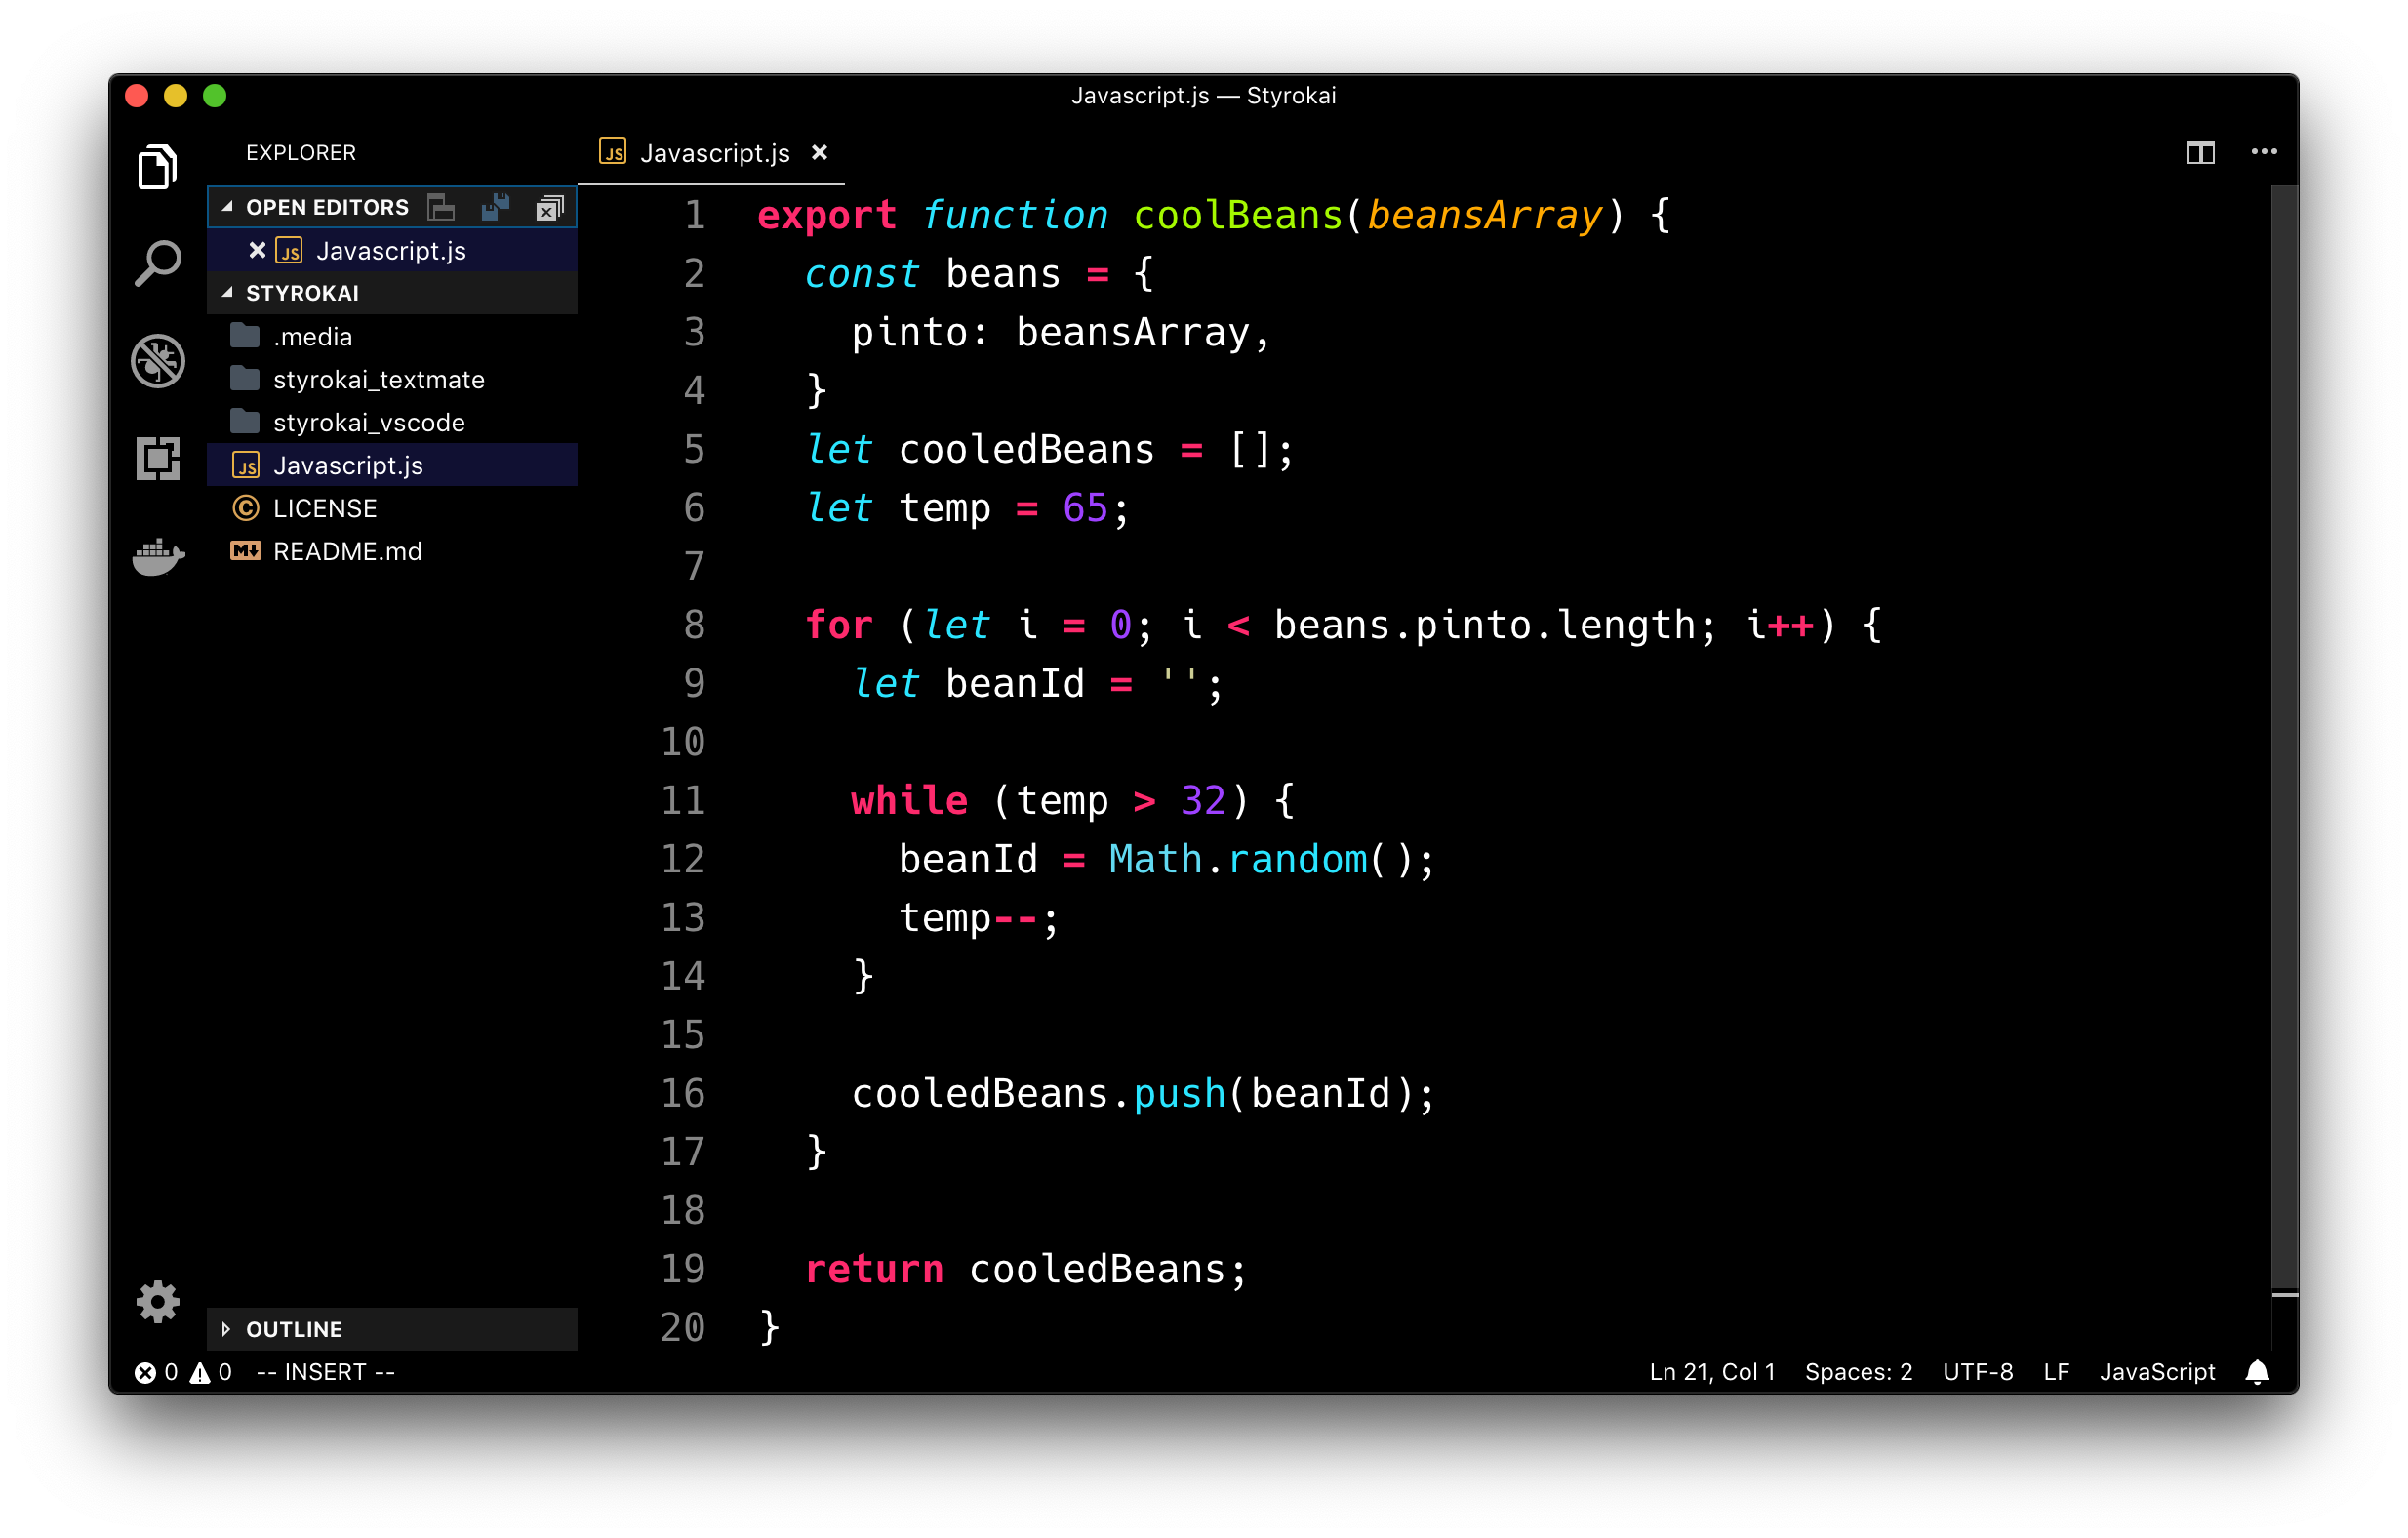 Javascript.js — Styrokai
EXPLORER
OPEN EDITORS
JS Javascript.js
STYROKAI
.media
styrokai_textmate
styrokai_vscode
JS Javascript.js
© LICENSE
M README.md
OUTLINE
JS Javascript.js
1 export function coolBeans(beansArray) {
2   const beans = {
3     pinto: beansArray,
4   }
5   let cooledBeans = [];
6   let temp = 65;
7
8   for (let i = 0; i < beans.pinto.length; i++) {
9     let beanId = '';
10
11     while (temp > 32) {
12       beanId = Math.random();
13       temp--;
14     }
15
16     cooledBeans.push(beanId);
17   }
18
19   return cooledBeans;
20 }
0 0 -- INSERT -- Ln 21, Col 1 Spaces: 2 UTF-8 LF JavaScript